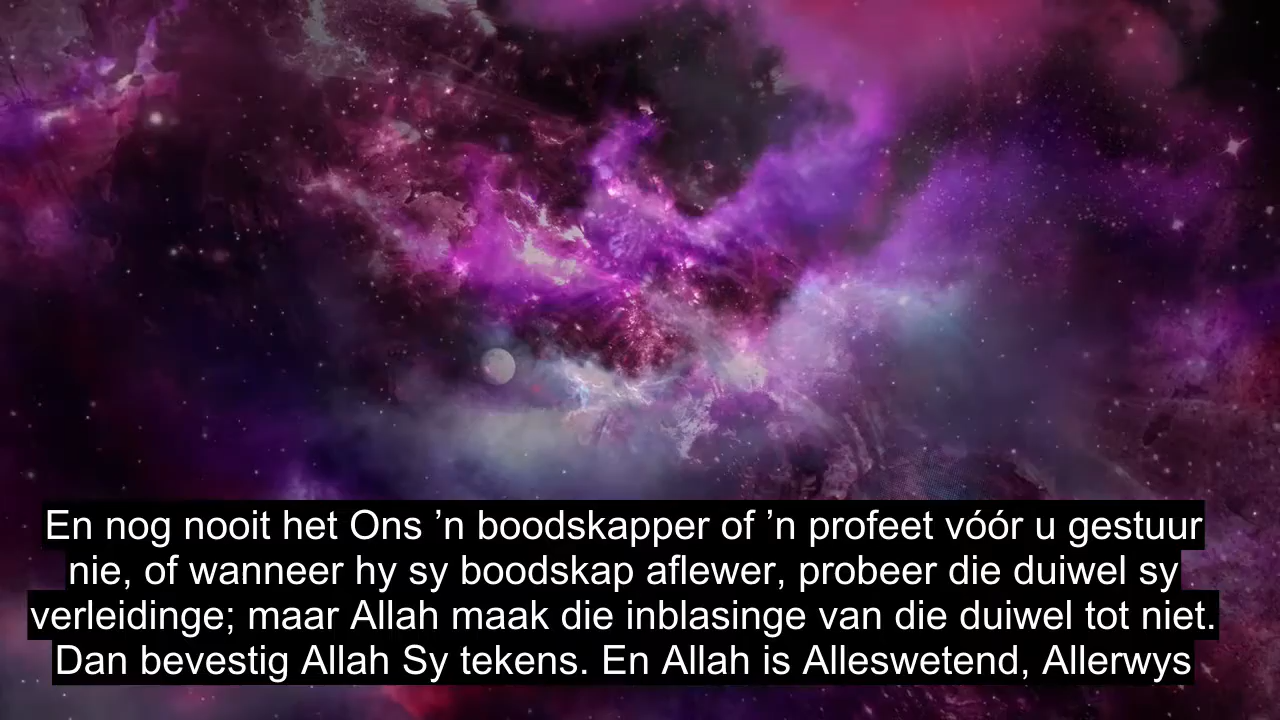 En nog nooit het Ons ’n boodskapper of ’n profeet vóór u gestuur
nie, of wanneer hy sy boodskap aflewer, probeer die duiwel sy
verleidinge; maar Allah maak die inblasinge van die duiwel tot niet.
Dan bevestig Allah Sy tekens. En Allah is Alleswetend, Allerwys